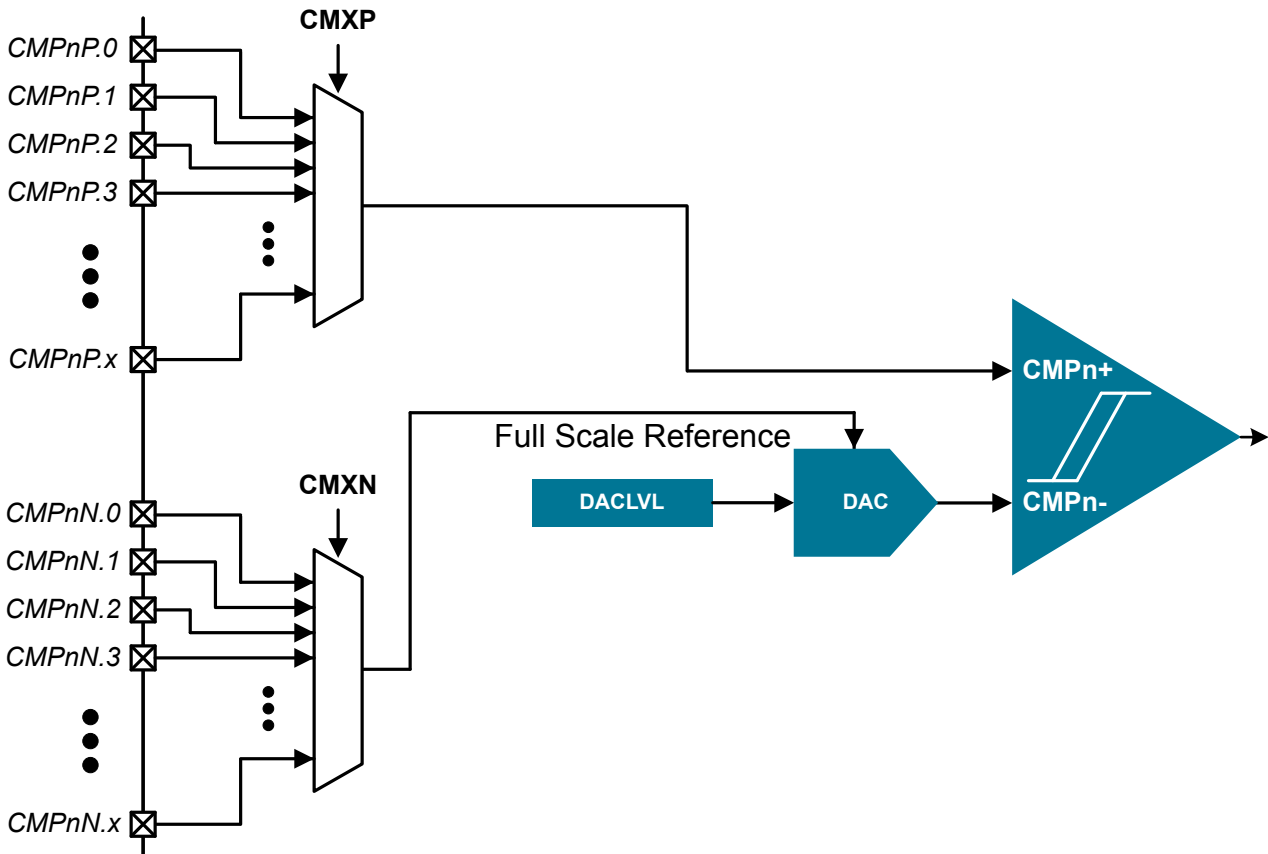 CMXP
CMPnP.0
CMPnP.1
CMPnP.2
CMPnP.3
CMPnP.x
CMPn+
Full Scale Reference
CMXN
DACLVL
DAC
CMPn-
CMPnN.0
CMPnN.1
CMPnN.2
CMPnN.3
CMPnN.x